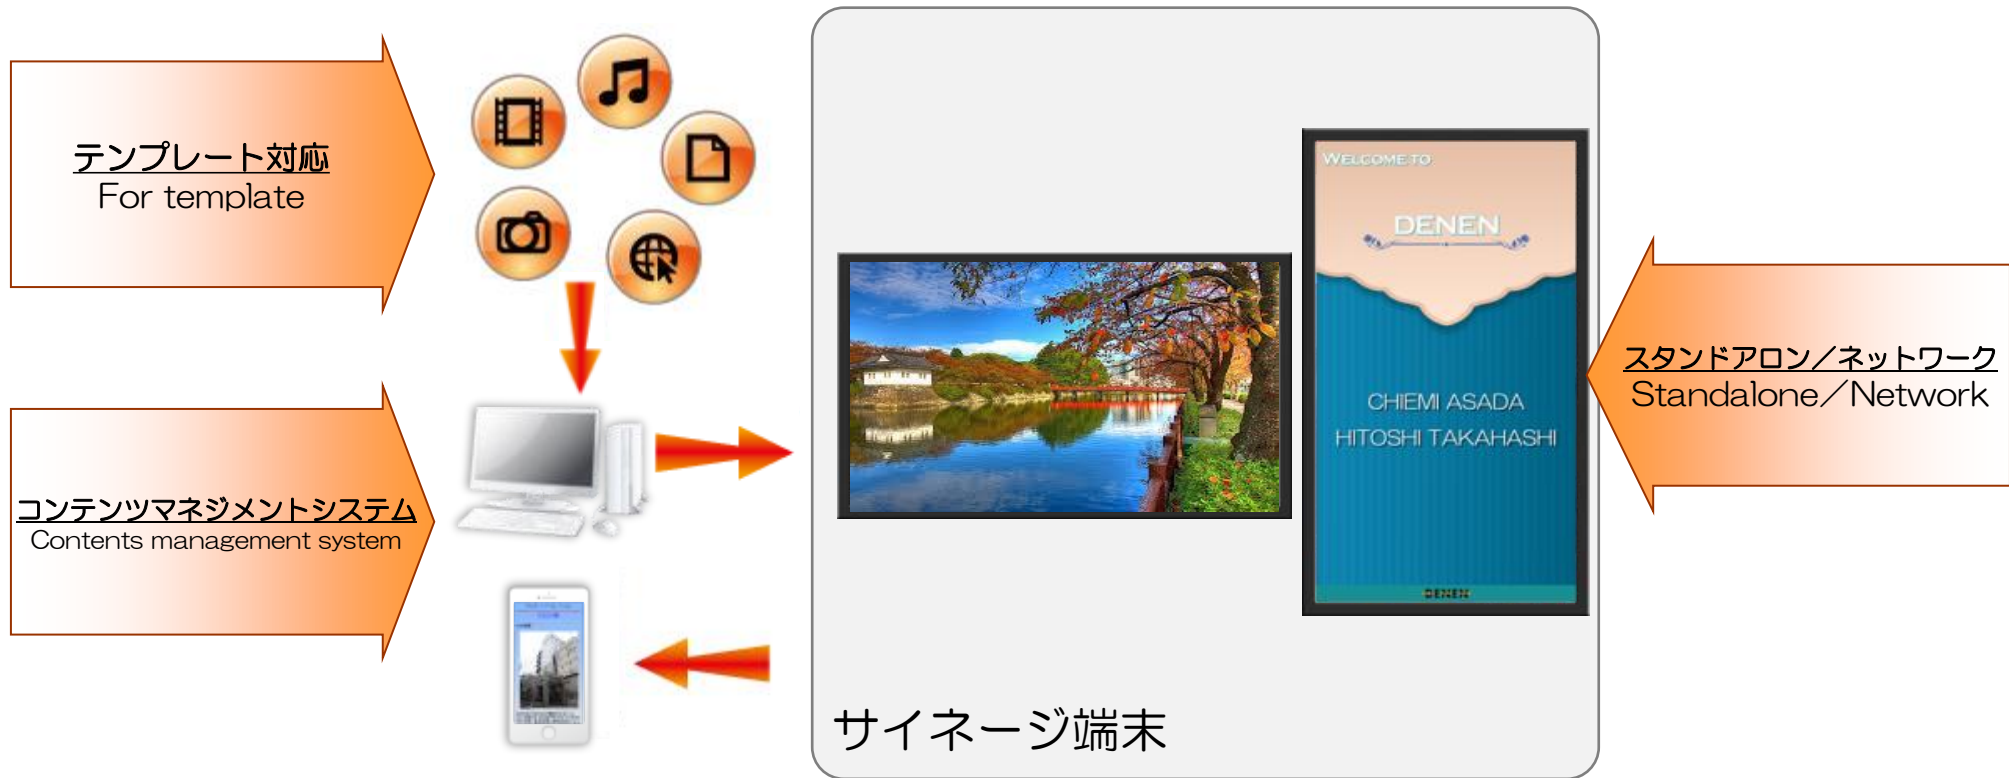 テンプレート対応
For template
コンテンツマネジメントシステム
Contents management system
WELCOME TO
DENEN
CHIEMI ASADA
HITOSHI TAKAHASHI
DENEN
サイネージ端末
スタンドアロン／ネットワーク
Standalone／Network